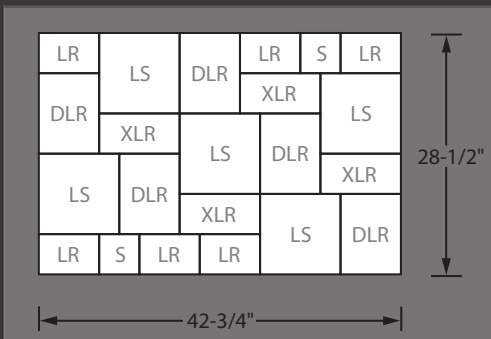 LR LS DLR LR S LR
DLR XLR LS
XLR LS DLR
28-1/2"
LS DLR XLR
XLR LS DLR
LR S LR LR
42-3/4"